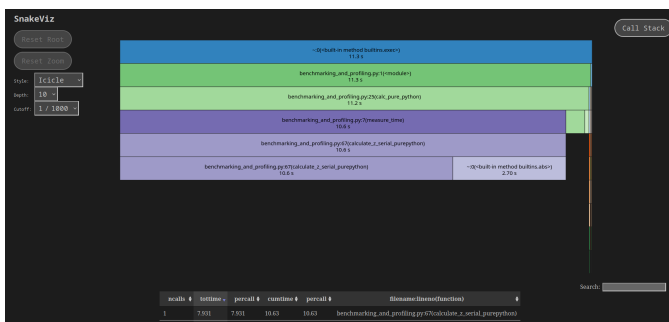 SnakeViz
Call Stack
Reset Root
Reset Zoom
Style: Icicle
Depth: 10
Cutoff: 1 / 1000
~:0(<built-in method builtins.exec>)
11.3 s
benchmarking_and_profiling.py:1(<module>)
11.3 s
benchmarking_and_profiling.py:25(calc_pure_python)
11.2 s
benchmarking_and_profiling.py:7(measure_time)
10.6 s
benchmarking_and_profiling.py:67(calculate_z_serial_purepython)
10.6 s
benchmarking_and_profiling.py:67(calculate_z_serial_purepython)
10.6 s
~:0(<built-in method builtins.abs>)
2.70 s
Search:
ncalls tottime percall cumtime percall filename:lineno(function)
1 7.931 7.931 10.63 10.63 benchmarking_and_profiling.py:67(calculate_z_serial_purepython)